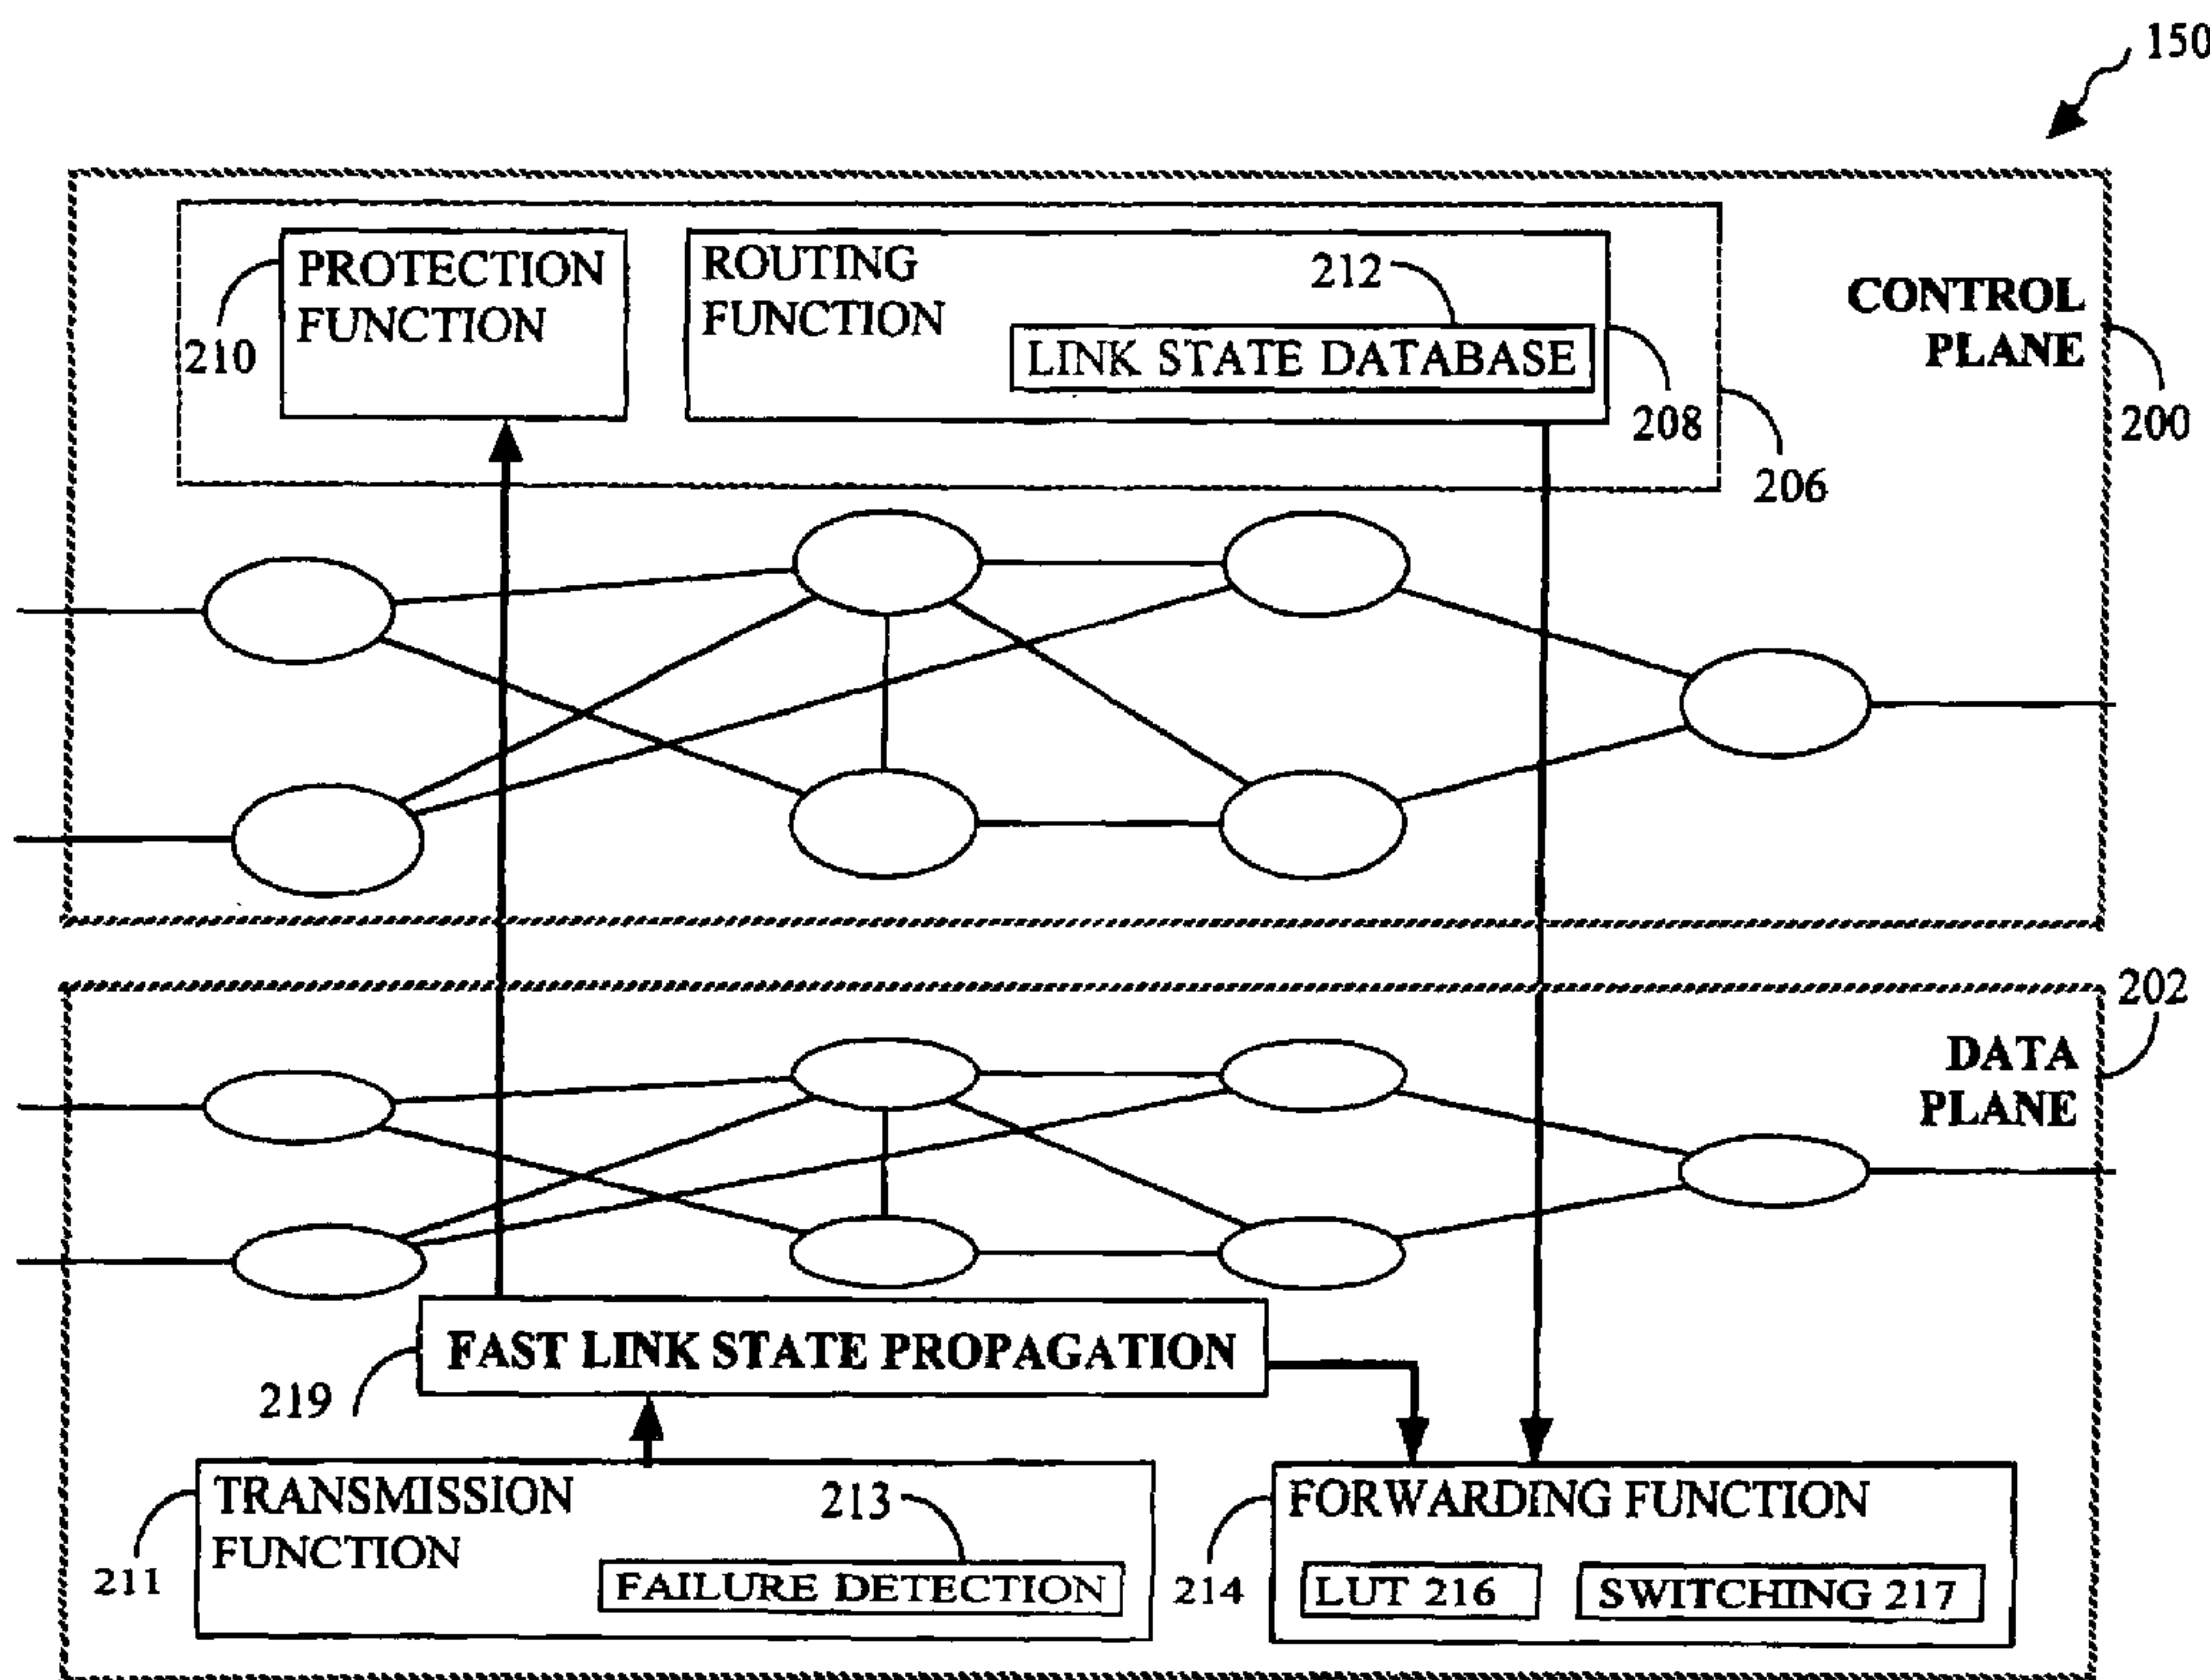 150
PROTECTION
FUNCTION
210
ROUTING
FUNCTION
212
LINK STATE DATABASE
208
206
CONTROL
PLANE
200
202
DATA
PLANE
FAST LINK STATE PROPAGATION
219
TRANSMISSION
FUNCTION
213
FAILURE DETECTION
211
FORWARDING FUNCTION
214
LUT 216
SWITCHING 217